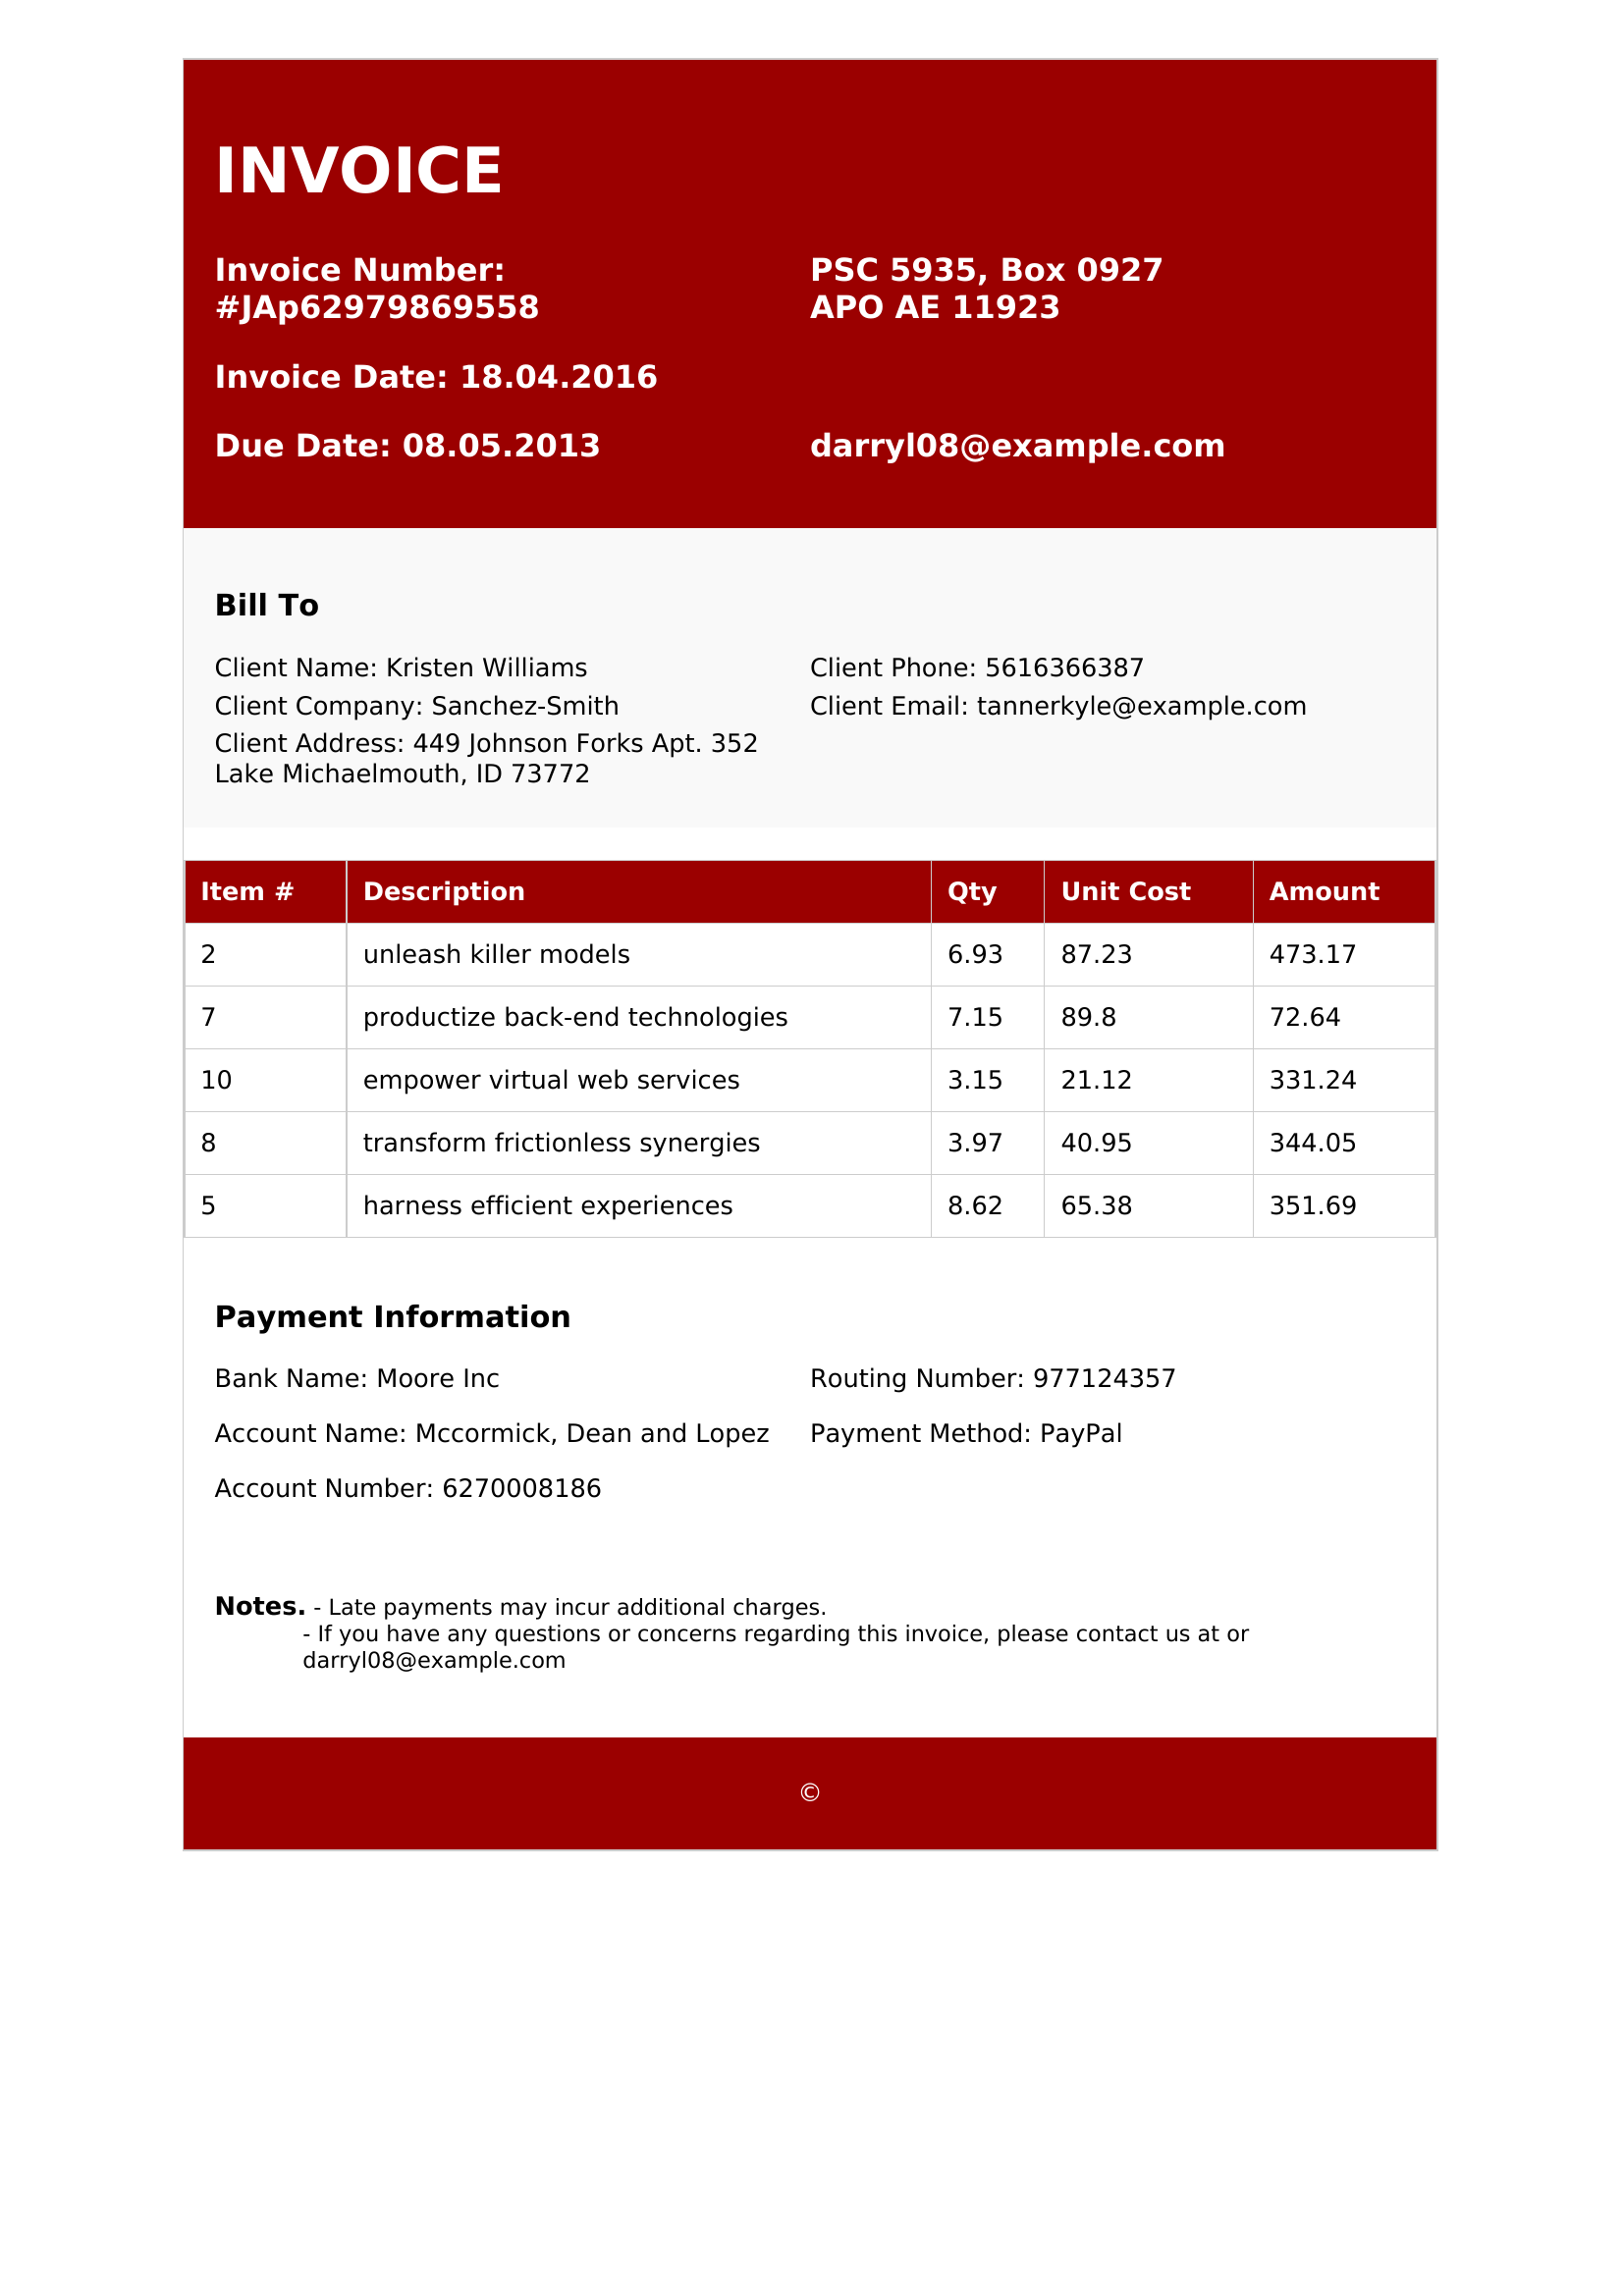 INVOICE
Invoice Number:
#JAp62979869558
Invoice Date: 18.04.2016
Due Date: 08.05.2013
PSC 5935, Box 0927
APO AE 11923
darryl08@example.com
Bill To
Client Name: Kristen Williams
Client Company: Sanchez-Smith
Client Address: 449 Johnson Forks Apt. 352
Lake Michaelmouth, ID 73772
Client Phone: 5616366387
Client Email: tannerkyle@example.com
Item # Description Qty Unit Cost Amount
2 unleash killer models 6.93 87.23 473.17
7 productize back-end technologies 7.15 89.8 72.64
10 empower virtual web services 3.15 21.12 331.24
8 transform frictionless synergies 3.97 40.95 344.05
5 harness efficient experiences 8.62 65.38 351.69
Payment Information
Bank Name: Moore Inc
Account Name: Mccormick, Dean and Lopez
Account Number: 6270008186
Routing Number: 977124357
Payment Method: PayPal
Notes. - Late payments may incur additional charges.
- If you have any questions or concerns regarding this invoice, please contact us at or
darryl08@example.com
©